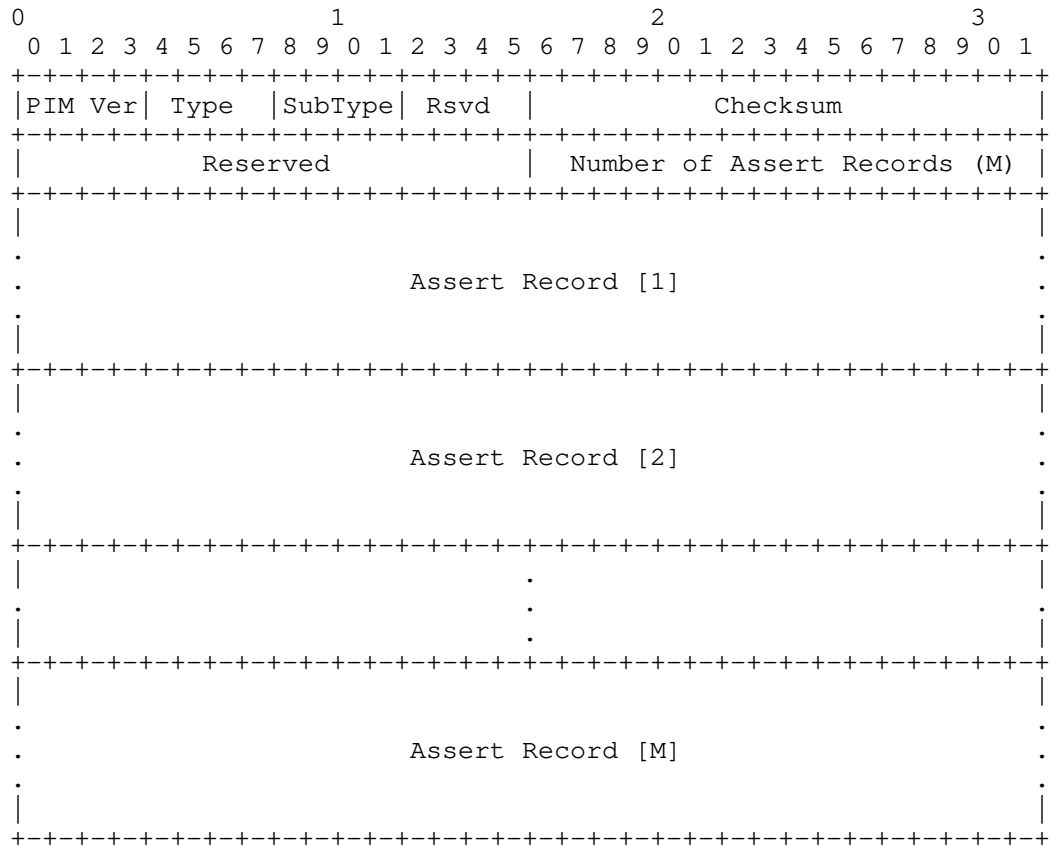 0                   1                   2                   3
 0 1 2 3 4 5 6 7 8 9 0 1 2 3 4 5 6 7 8 9 0 1 2 3 4 5 6 7 8 9 0 1
+-+-+-+-+-+-+-+-+-+-+-+-+-+-+-+-+-+-+-+-+-+-+-+-+-+-+-+-+-+-+-+-+
|PIM Ver| Type  |SubType| Rsvd  |           Checksum            |
+-+-+-+-+-+-+-+-+-+-+-+-+-+-+-+-+-+-+-+-+-+-+-+-+-+-+-+-+-+-+-+-+
|           Reserved            |  Number of Assert Records (M) |
+-+-+-+-+-+-+-+-+-+-+-+-+-+-+-+-+-+-+-+-+-+-+-+-+-+-+-+-+-+-+-+-+
|                                                               |
.                                                               .
.                        Assert Record [1]                      .
.                                                               .
|                                                               |
+-+-+-+-+-+-+-+-+-+-+-+-+-+-+-+-+-+-+-+-+-+-+-+-+-+-+-+-+-+-+-+-+
|                                                               |
.                                                               .
.                        Assert Record [2]                      .
.                                                               .
|                                                               |
+-+-+-+-+-+-+-+-+-+-+-+-+-+-+-+-+-+-+-+-+-+-+-+-+-+-+-+-+-+-+-+-+
|                               .                               |
.                               .                               .
|                               .                               |
+-+-+-+-+-+-+-+-+-+-+-+-+-+-+-+-+-+-+-+-+-+-+-+-+-+-+-+-+-+-+-+-+
|                                                               |
.                                                               .
.                        Assert Record [M]                      .
.                                                               .
|                                                               |
+-+-+-+-+-+-+-+-+-+-+-+-+-+-+-+-+-+-+-+-+-+-+-+-+-+-+-+-+-+-+-+-+